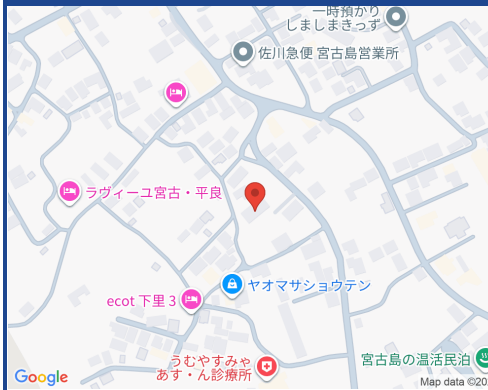 一時預かり
しましまきっず
佐川急便 宮古島営業所
ラヴィーユ宮古・平良
ヤオマサショウテン
ecot 下里 3
うむやすみゃ
あす・ん診療所
宮古島の温活民泊
Google
Map data ©20